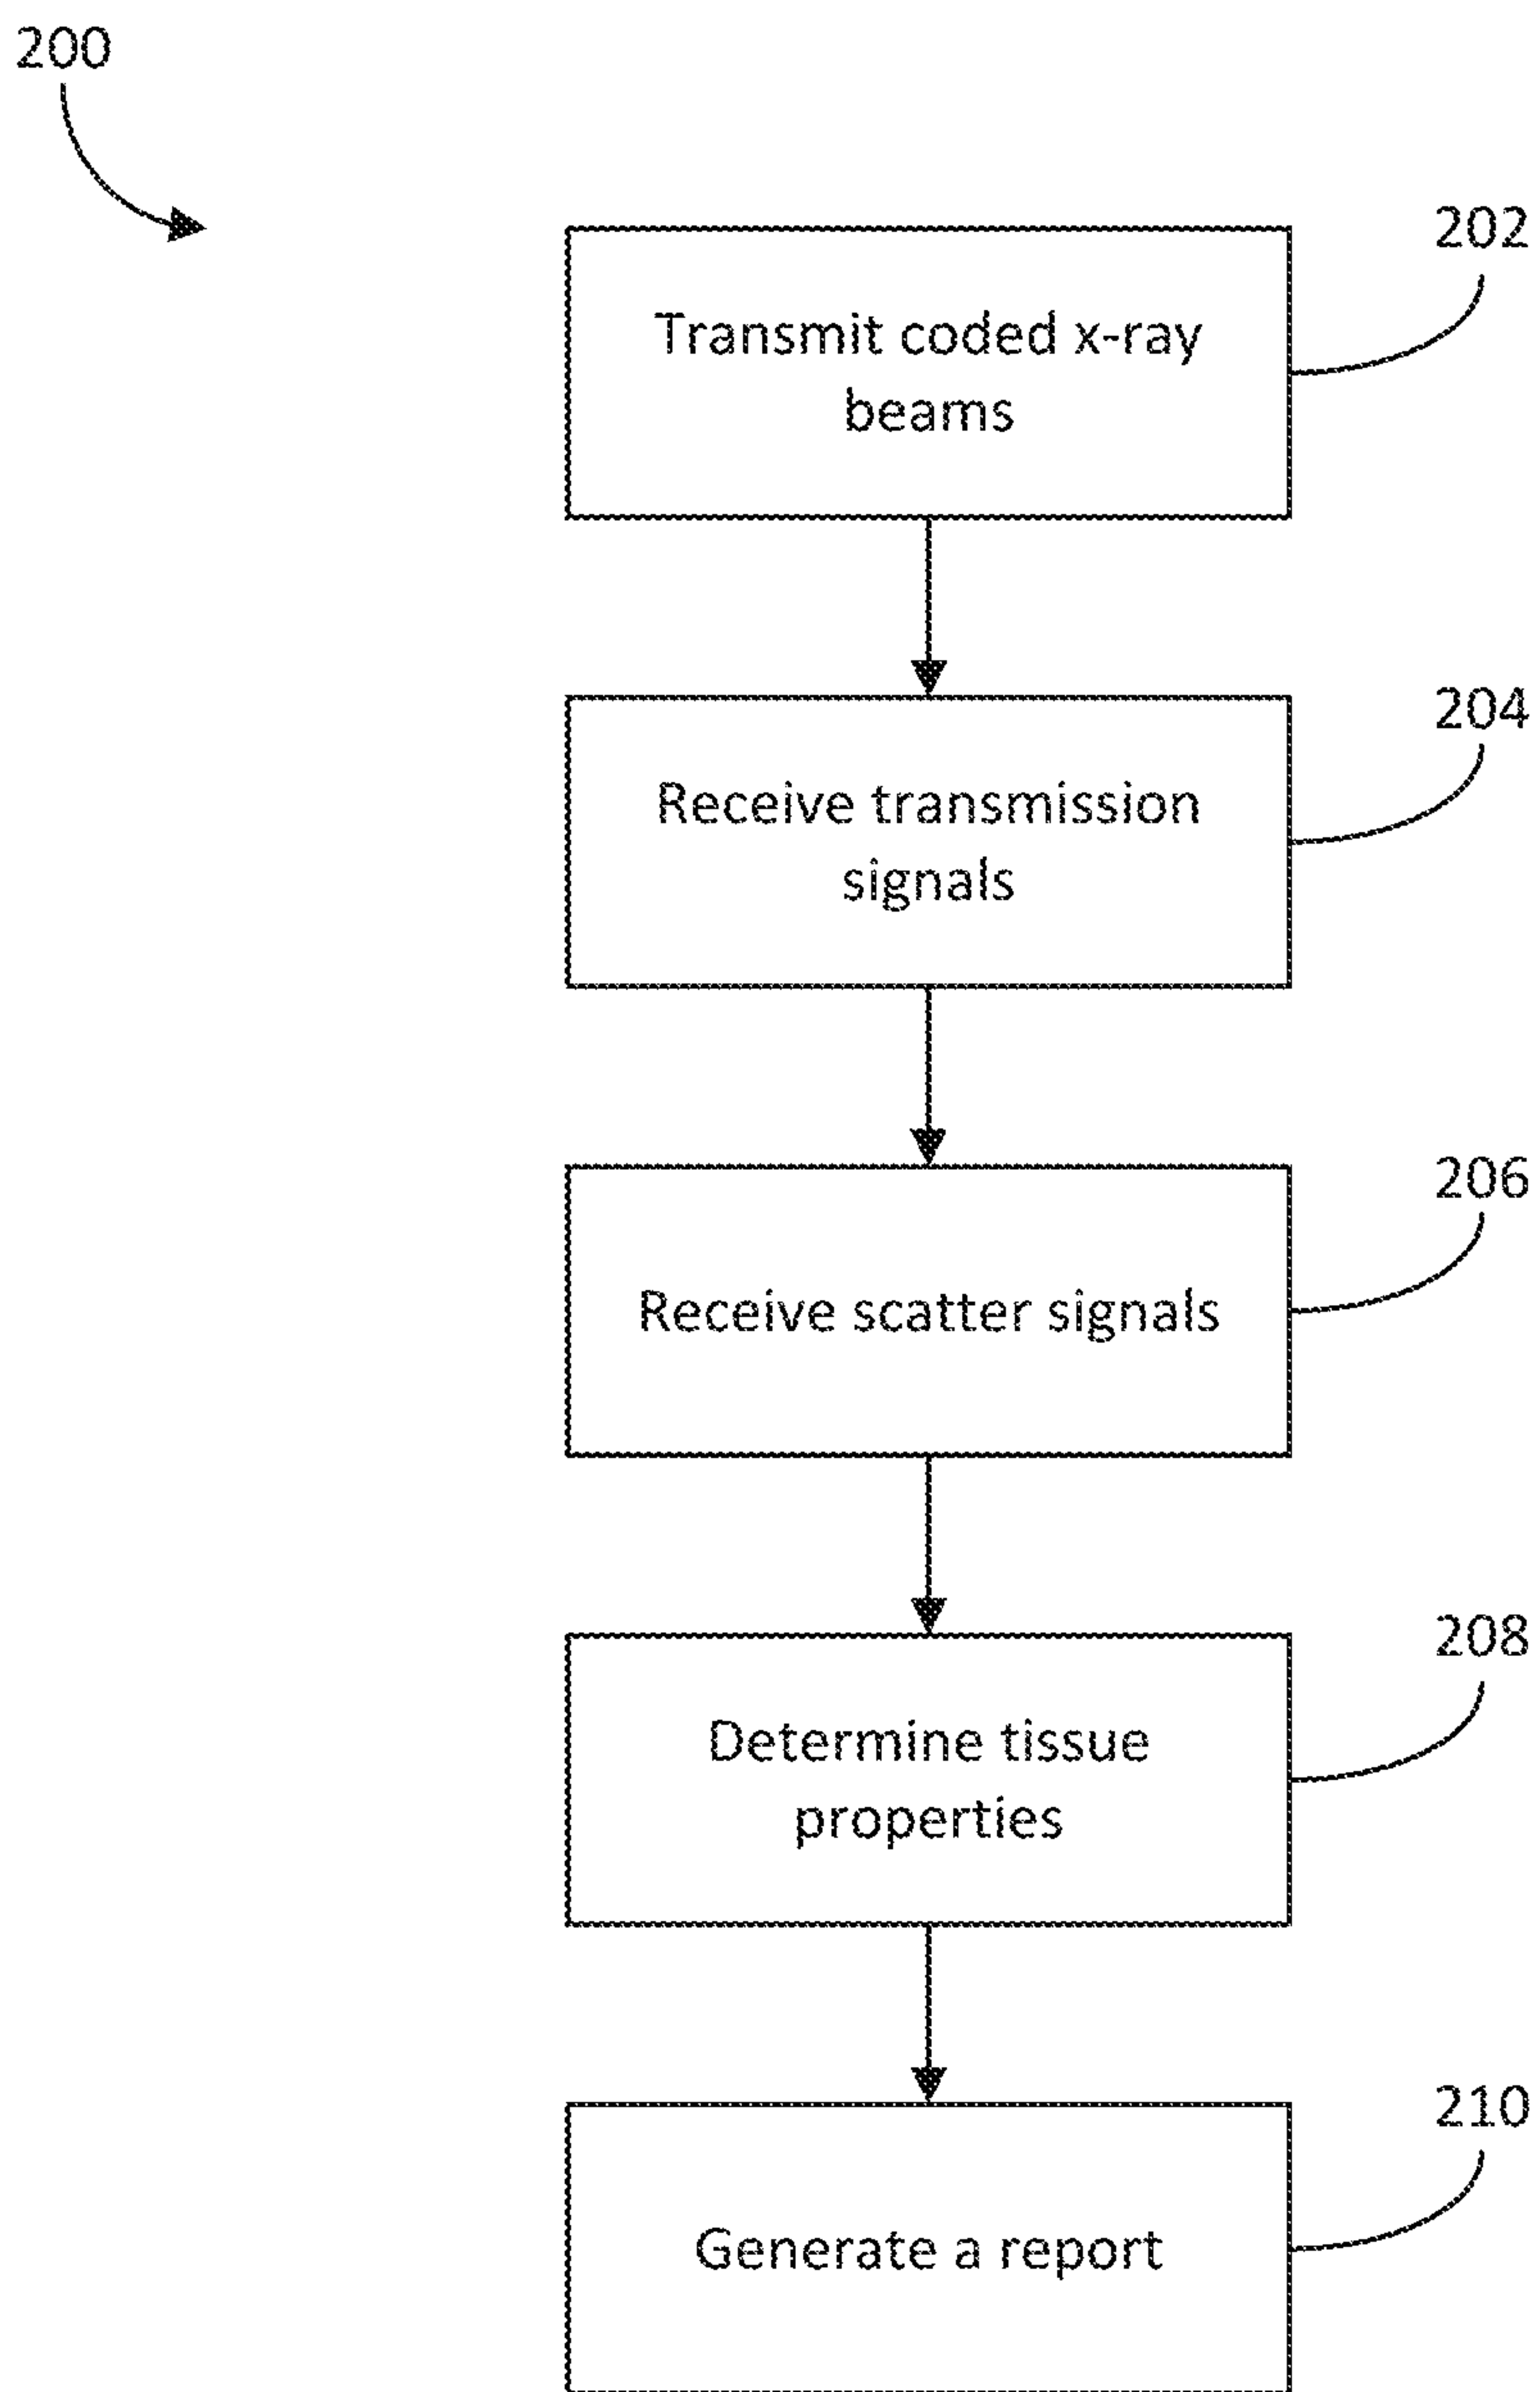 200
202
Transmit coded x-ray
beams
204
Receive transmission
signals
206
Receive scatter signals
208
Determine tissue
properties
210
Generate a report